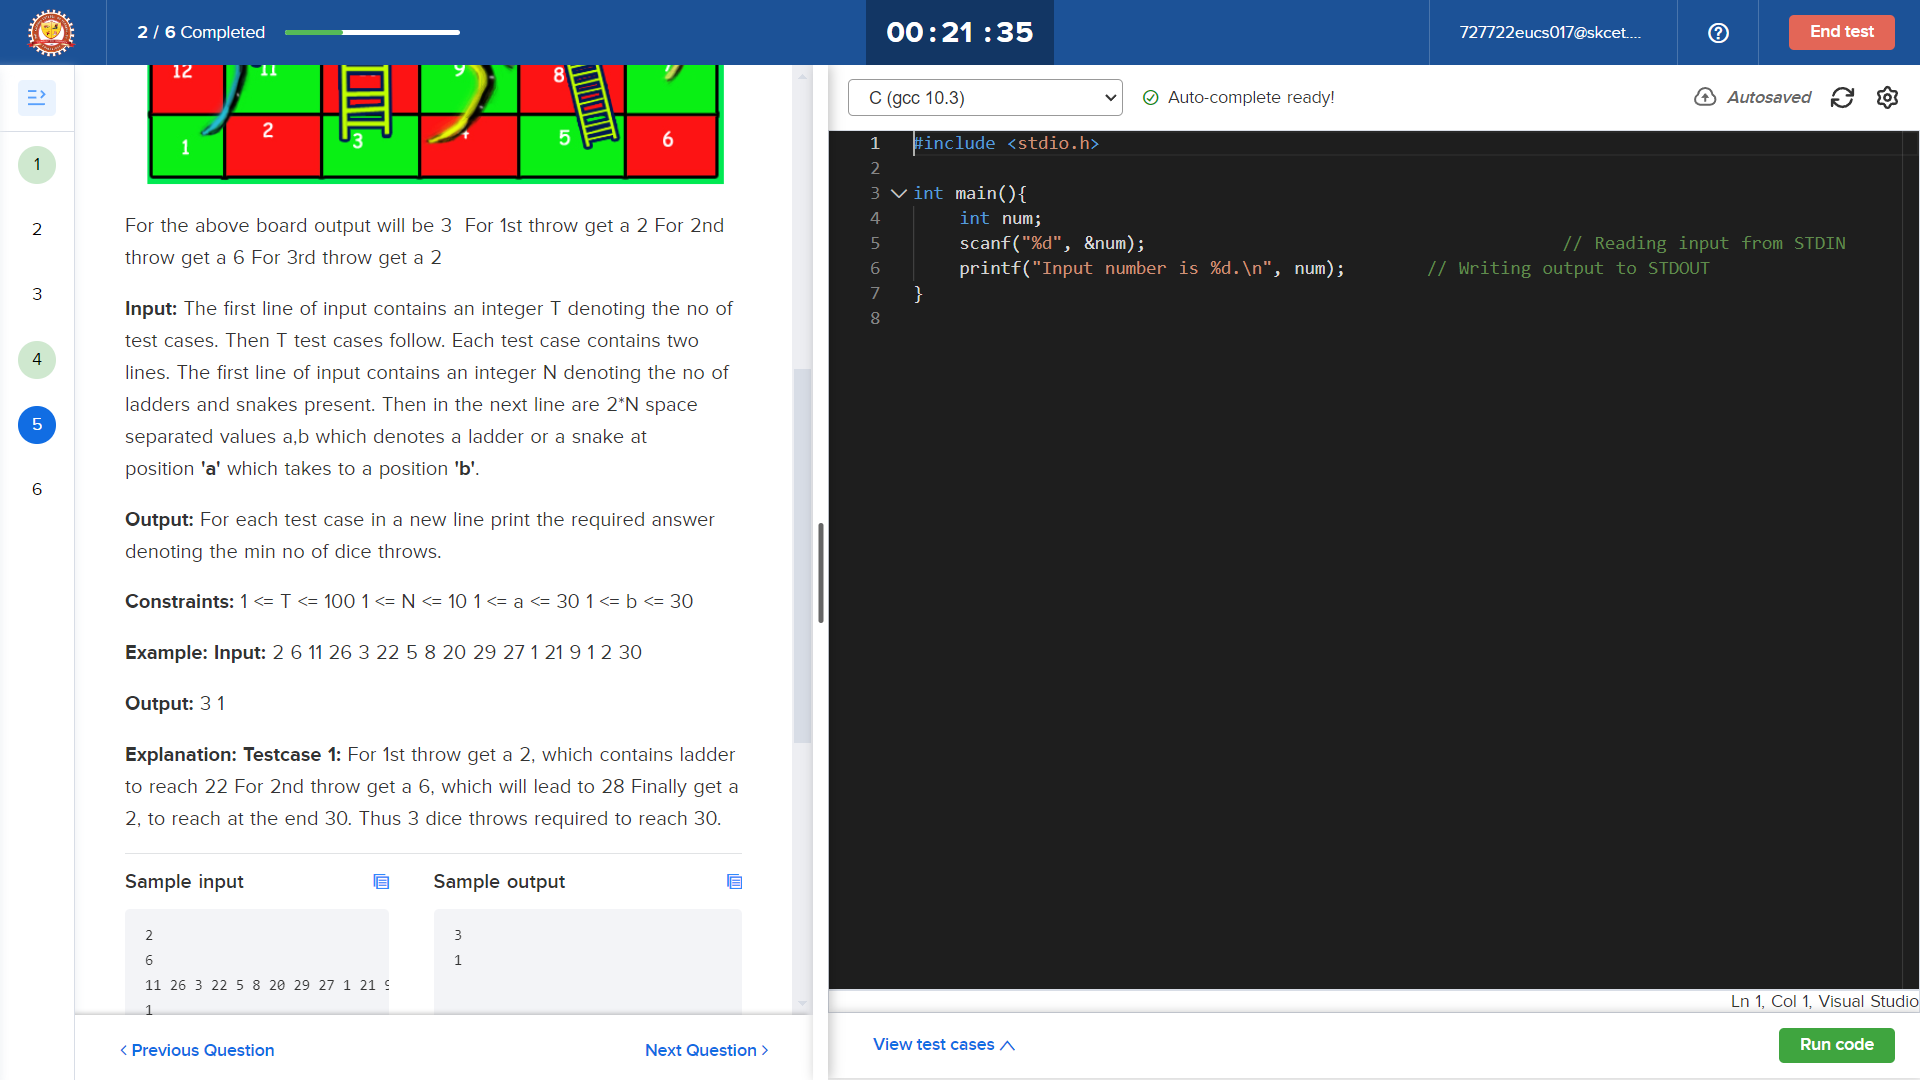 2 / 6 Completed
00 : 21 : 35
727722eucs017@skcet....
End test
1
2
3
4
5
6
12 11 9 8 7
1 2 3 4 5 6
For the above board output will be 3  For 1st throw get a 2 For 2nd
throw get a 6 For 3rd throw get a 2
Input: The first line of input contains an integer T denoting the no of
test cases. Then T test cases follow. Each test case contains two
lines. The first line of input contains an integer N denoting the no of
ladders and snakes present. Then in the next line are 2*N space
separated values a,b which denotes a ladder or a snake at
position 'a' which takes to a position 'b'.
Output: For each test case in a new line print the required answer
denoting the min no of dice throws.
Constraints: 1 <= T <= 100 1 <= N <= 10 1 <= a <= 30 1 <= b <= 30
Example: Input: 2 6 11 26 3 22 5 8 20 29 27 1 21 9 1 2 30
Output: 3 1
Explanation: Testcase 1: For 1st throw get a 2, which contains ladder
to reach 22 For 2nd throw get a 6, which will lead to 28 Finally get a
2, to reach at the end 30. Thus 3 dice throws required to reach 30.
Sample input
2
6
11 26 3 22 5 8 20 29 27 1 21 9
1
Sample output
3
1
< Previous Question
Next Question >
C (gcc 10.3)
Auto-complete ready!
Autosaved
1 #include <stdio.h>
2
3 int main(){
4 int num;
5 scanf("%d", &num); // Reading input from STDIN
6 printf("Input number is %d.\n", num); // Writing output to STDOUT
7 }
8
Ln 1, Col 1, Visual Studio
View test cases
Run code